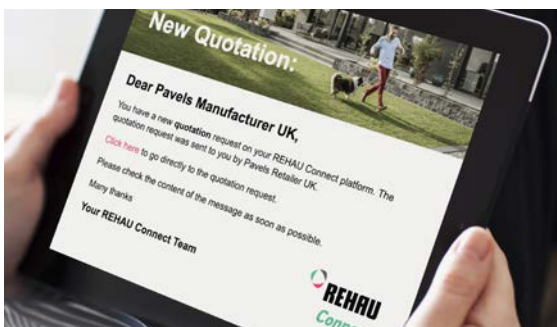 New Quotation:
Dear Pavels Manufacturer UK,
You have a new quotation request on your REHAU Connect platform. The
quotation request was sent to you by Pavels Retailer UK.
Click here to go directly to the quotation request.
Please check the content of the message as soon as possible.
Many thanks
Your REHAU Connect Team
REHAU